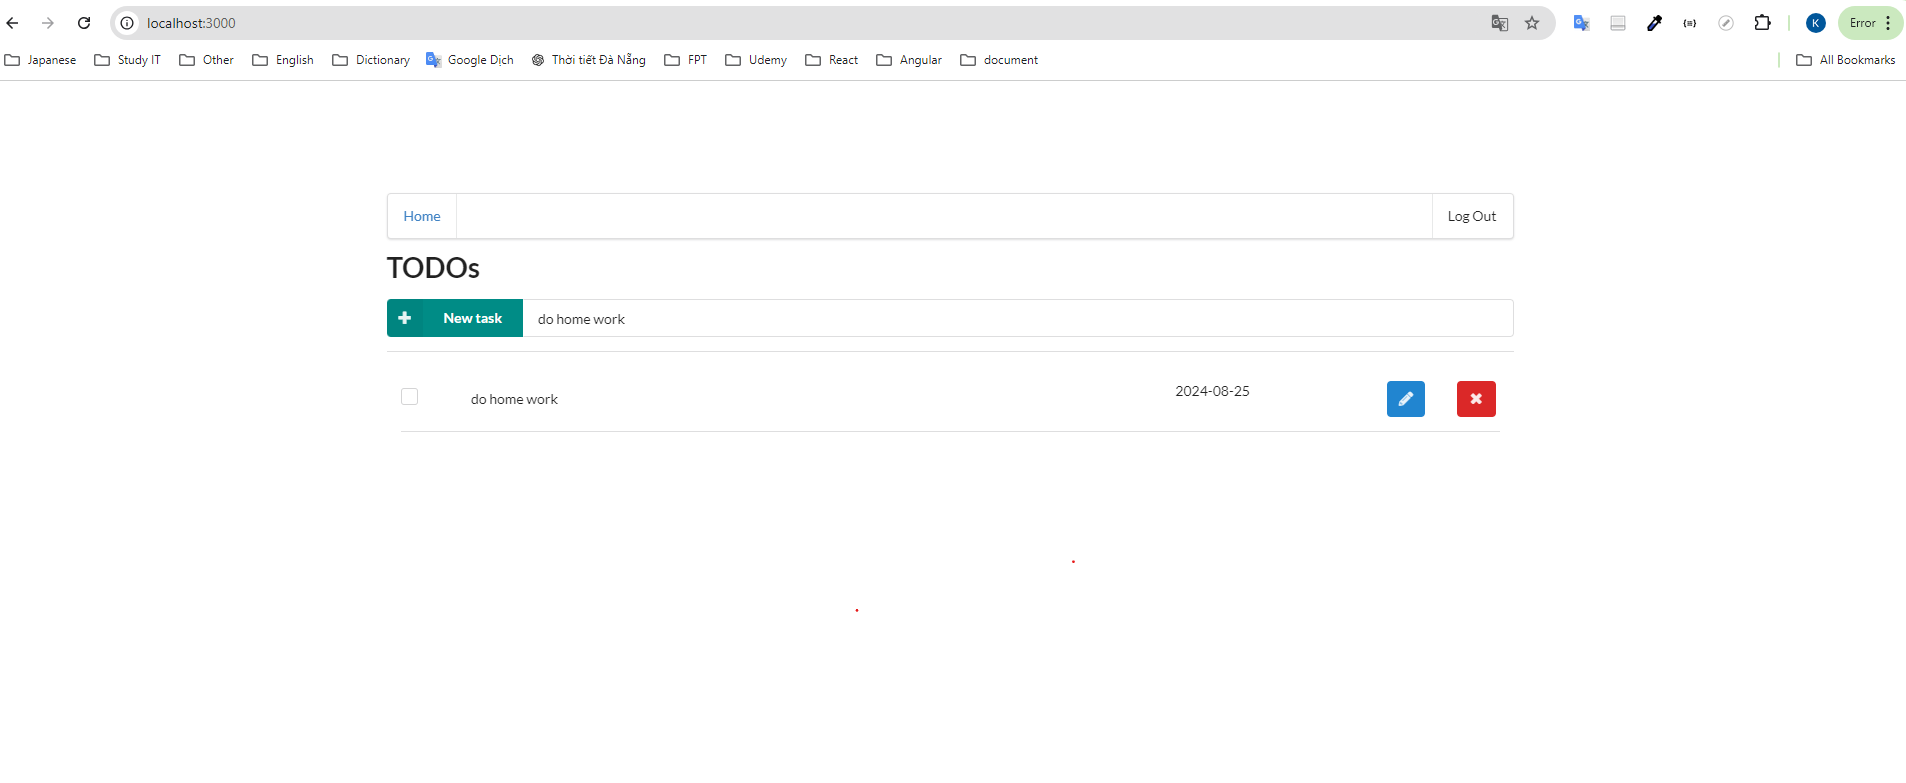 localhost:3000
Error
Japanese Study IT Other English Dictionary Google Dịch Thời tiết Đà Nẵng FPT Udemy React Angular document All Bookmarks
Home Log Out
TODOs
New task do home work
do home work 2024-08-25